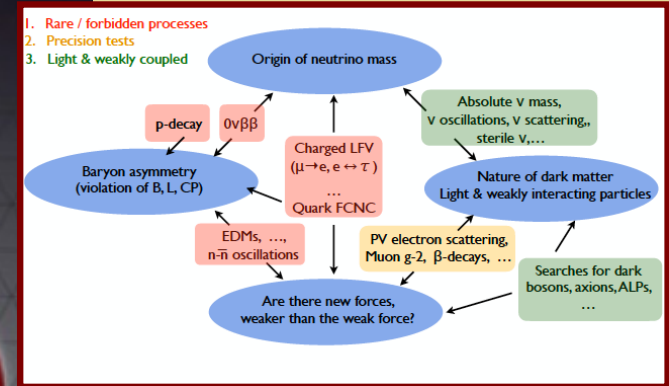 1. Rare / forbidden processes
2. Precision tests
3. Light & weakly coupled
Origin of neutrino mass
p-decay
0νββ
Charged LFV
(μ→e, e ↔ τ )
...
Quark FCNC
Absolute ν mass,
ν oscillations, ν scattering,,
sterile ν,...
Baryon asymmetry
(violation of B, L, CP)
Nature of dark matter
Light & weakly interacting particles
EDMs, ...,
n-n̄ oscillations
PV electron scattering,
Muon g-2, β-decays, ...
Searches for dark
bosons, axions, ALPs,
...
Are there new forces,
weaker than the weak force?